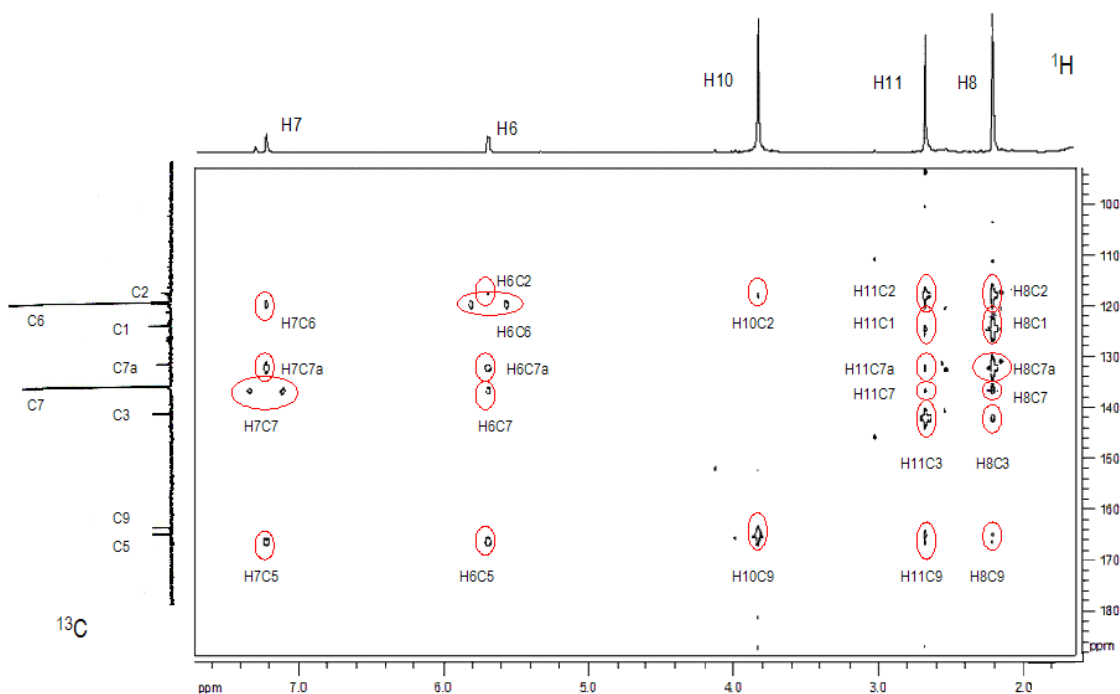 ¹H
H10
H11
H8
H7
H6
C2
C6
C1
C7a
C7
C3
C9
C5
¹³C
H6C2
H11C2
H8C2
H7C6
H6C6
H10C2
H11C1
H8C1
H7C7a
H6C7a
H11C7a
H8C7a
H11C7
H8C7
H7C7
H6C7
H11C3
H8C3
H7C5
H6C5
H10C9
H11C9
H8C9
100
110
120
130
140
150
160
170
180
ppm
ppm
7.0
6.0
5.0
4.0
3.0
2.0